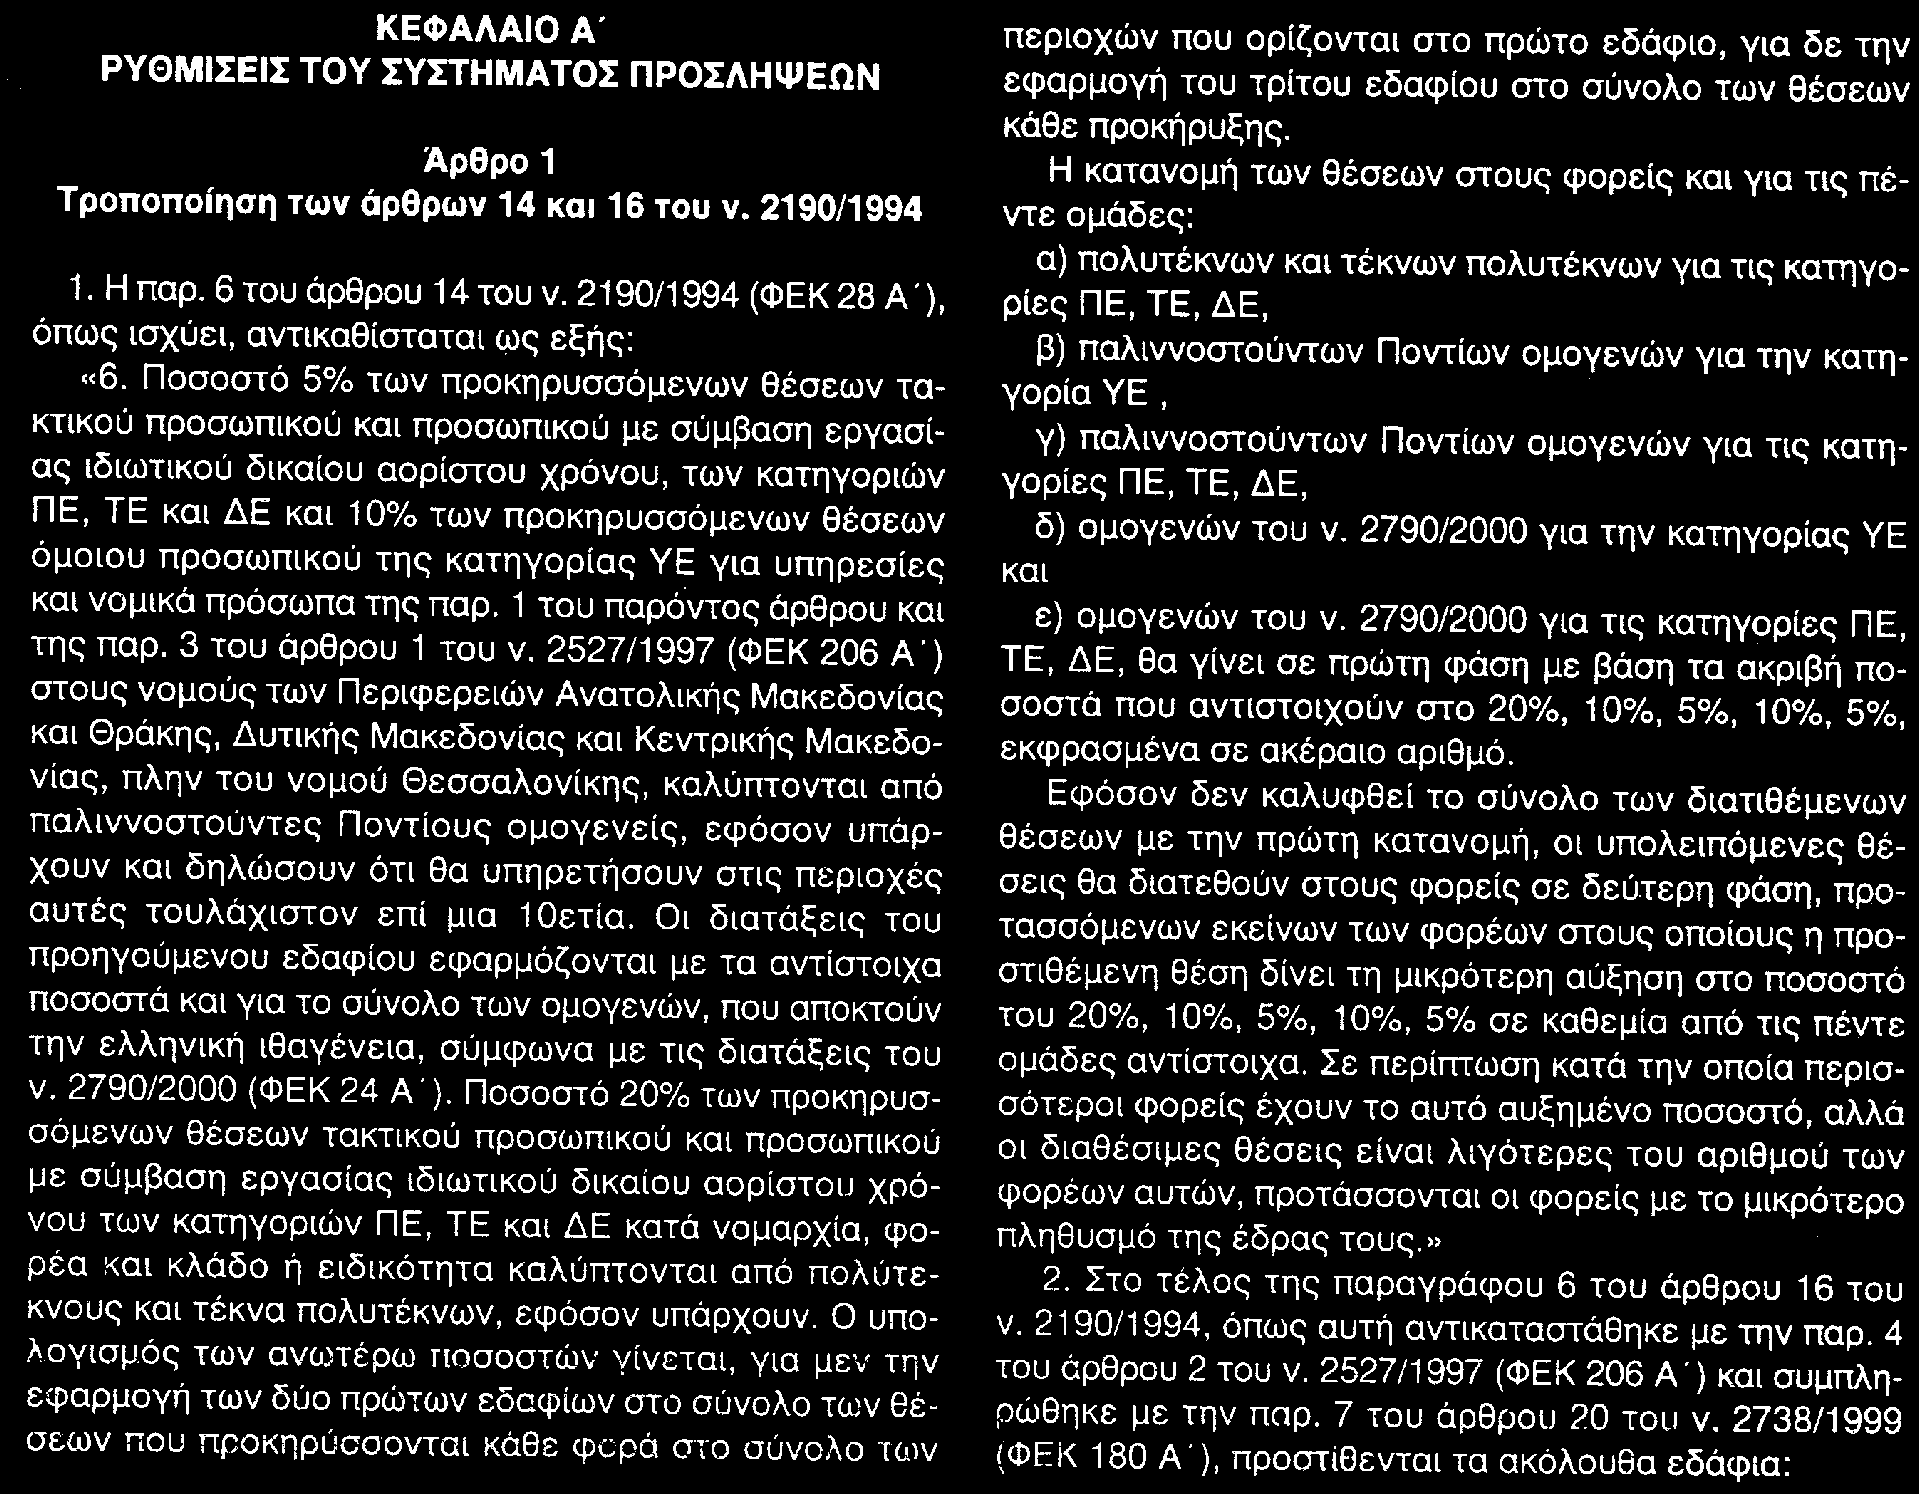 ΚΕΦΑΛΑΙΟ Α΄
ΡΥΘΜΙΣΕΙΣ ΤΟΥ ΣΥΣΤΗΜΑΤΟΣ ΠΡΟΣΛΗΨΕΩΝ
Άρθρο 1
Τροποποίηση των άρθρων 14 και 16 του ν. 2190/1994
1. Η παρ. 6 του άρθρου 14 του ν. 2190/1994 (ΦΕΚ 28 Α΄),
όπως ισχύει, αντικαθίσταται ως εξής:
«6. Ποσοστό 5% των προκηρυσσόμενων θέσεων τα-
κτικού προσωπικού και προσωπικού με σύμβαση εργασί-
ας ιδιωτικού δικαίου αορίστου χρόνου, των κατηγοριών
ΠΕ, ΤΕ και ΔΕ και 10% των προκηρυσσόμενων θέσεων
όμοιου προσωπικού της κατηγορίας ΥΕ για υπηρεσίες
και νομικά πρόσωπα της παρ. 1 του παρόντος άρθρου και
της παρ. 3 του άρθρου 1 του ν. 2527/1997 (ΦΕΚ 206 Α΄)
στους νομούς των Περιφερειών Ανατολικής Μακεδονίας
και Θράκης, Δυτικής Μακεδονίας και Κεντρικής Μακεδο-
νίας, πλην του νομού Θεσσαλονίκης, καλύπτονται από
παλιννοστούντες Ποντίους ομογενείς, εφόσον υπάρ-
χουν και δηλώσουν ότι θα υπηρετήσουν στις περιοχές
αυτές τουλάχιστον επί μια 10ετία. Οι διατάξεις του
προηγούμενου εδαφίου εφαρμόζονται με τα αντίστοιχα
ποσοστά και για το σύνολο των ομογενών, που αποκτούν
την ελληνική ιθαγένεια, σύμφωνα με τις διατάξεις του
ν. 2790/2000 (ΦΕΚ 24 Α΄). Ποσοστό 20% των προκηρυσ-
σόμενων θέσεων τακτικού προσωπικού και προσωπικού
με σύμβαση εργασίας ιδιωτικού δικαίου αορίστου χρό-
νου των κατηγοριών ΠΕ, ΤΕ και ΔΕ κατά νομαρχία, φο-
ρέα και κλάδο ή ειδικότητα καλύπτονται από πολύτε-
κνους και τέκνα πολυτέκνων, εφόσον υπάρχουν. Ο υπο-
λογισμός των ανωτέρω ποσοστών γίνεται, για μεν την
εφαρμογή των δύο πρώτων εδαφίων στο σύνολο των θέ-
σεων που προκηρύσσονται κάθε φορά στο σύνολο των
περιοχών που ορίζονται στο πρώτο εδάφιο, για δε την
εφαρμογή του τρίτου εδαφίου στο σύνολο των θέσεων
κάθε προκήρυξης.
Η κατανομή των θέσεων στους φορείς και για τις πέ-
ντε ομάδες:
α) πολυτέκνων και τέκνων πολυτέκνων για τις κατηγο-
ρίες ΠΕ, ΤΕ, ΔΕ,
β) παλιννοστούντων Ποντίων ομογενών για την κατη-
γορία ΥΕ ,
γ) παλιννοστούντων Ποντίων ομογενών για τις κατη-
γορίες ΠΕ, ΤΕ, ΔΕ,
δ) ομογενών του ν. 2790/2000 για την κατηγορίας ΥΕ
και
ε) ομογενών του ν. 2790/2000 για τις κατηγορίες ΠΕ,
ΤΕ, ΔΕ, θα γίνει σε πρώτη φάση με βάση τα ακριβή πο-
σοστά που αντιστοιχούν στο 20%, 10%, 5%, 10%, 5%,
εκφρασμένα σε ακέραιο αριθμό.
Εφόσον δεν καλυφθεί το σύνολο των διατιθέμενων
θέσεων με την πρώτη κατανομή, οι υπολειπόμενες θέ-
σεις θα διατεθούν στους φορείς σε δεύτερη φάση, προ-
τασσόμενων εκείνων των φορέων στους οποίους η προ-
στιθέμενη θέση δίνει τη μικρότερη αύξηση στο ποσοστό
του 20%, 10%, 5%, 10%, 5% σε καθεμία από τις πέντε
ομάδες αντίστοιχα. Σε περίπτωση κατά την οποία περισ-
σότεροι φορείς έχουν το αυτό αυξημένο ποσοστό, αλλά
οι διαθέσιμες θέσεις είναι λιγότερες του αριθμού των
φορέων αυτών, προτάσσονται οι φορείς με το μικρότερο
πληθυσμό της έδρας τους.»
2. Στο τέλος της παραγράφου 6 του άρθρου 16 του
ν. 2190/1994, όπως αυτή αντικαταστάθηκε με την παρ. 4
του άρθρου 2 του ν. 2527/1997 (ΦΕΚ 206 Α΄) και συμπλη-
ρώθηκε με την παρ. 7 του άρθρου 20 του ν. 2738/1999
(ΦΕΚ 180 Α΄), προστίθενται τα ακόλουθα εδάφια: